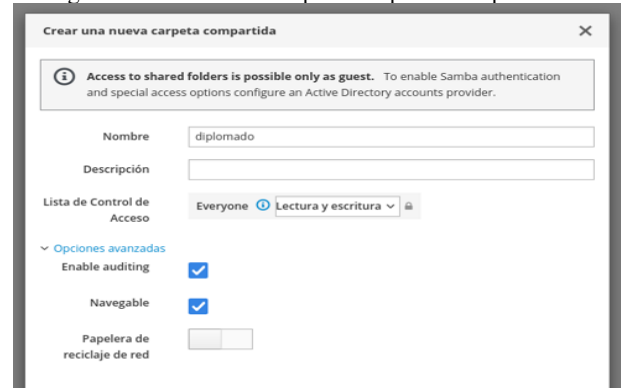 Crear una nueva carpeta compartida ×
Access to shared folders is possible only as guest. To enable Samba authentication
and special access options configure an Active Directory accounts provider.
Nombre diplomado
Descripción
Lista de Control de
Acceso
Everyone Lectura y escritura
Opciones avanzadas
Enable auditing
Navegable
Papelera de
reciclaje de red